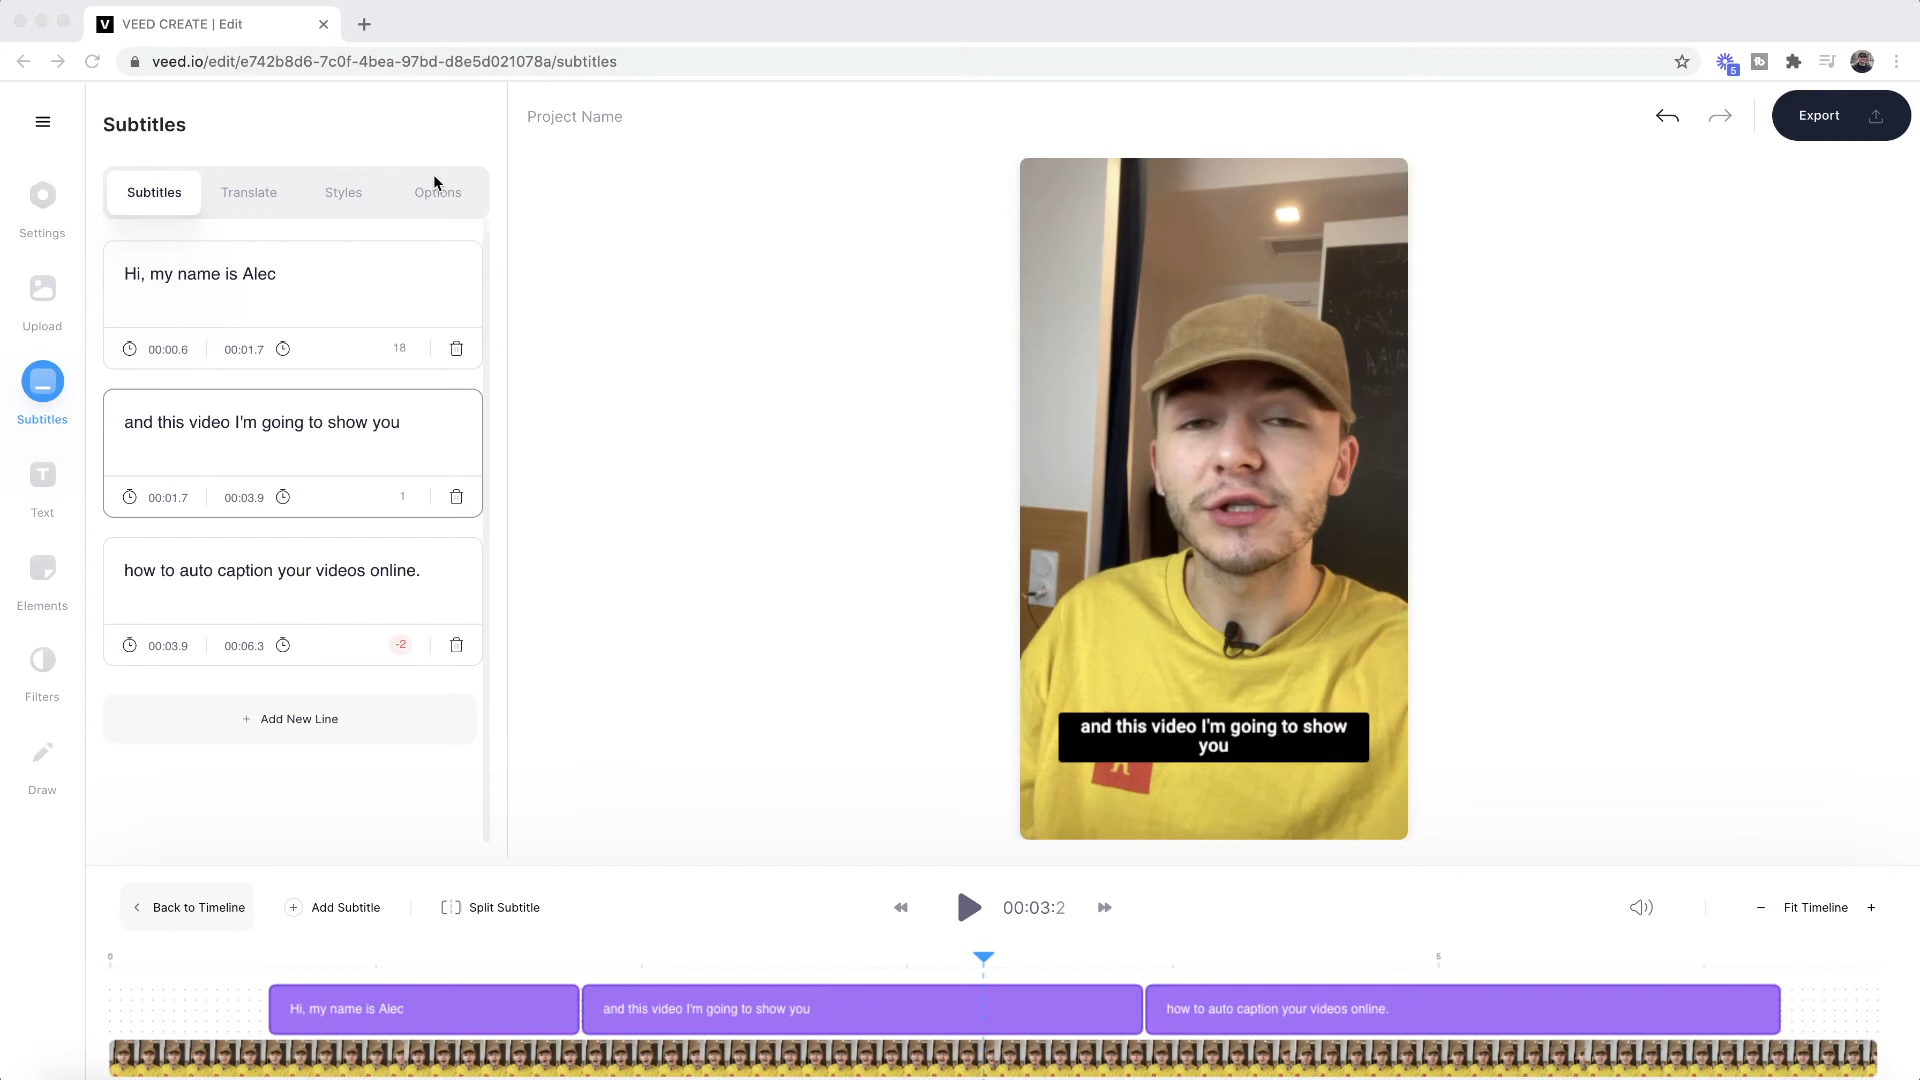 V VEED CREATE | Edit
veed.io/edit/e742b8d6-7c0f-4bea-97bd-d8e5d021078a/subtitles
5
tb
Subtitles
Project Name
Export
Subtitles Translate Styles Options
Settings
Upload
Subtitles
Text
Elements
Filters
Draw
Hi, my name is Alec
00:00.6 00:01.7 18
and this video I'm going to show you
00:01.7 00:03.9 1
how to auto caption your videos online.
00:03.9 00:06.3 -2
+ Add New Line
and this video I'm going to show
you
Back to Timeline
Add Subtitle
Split Subtitle
00:03:2
− Fit Timeline +
0 5
Hi, my name is Alec
and this video I'm going to show you
how to auto caption your videos online.